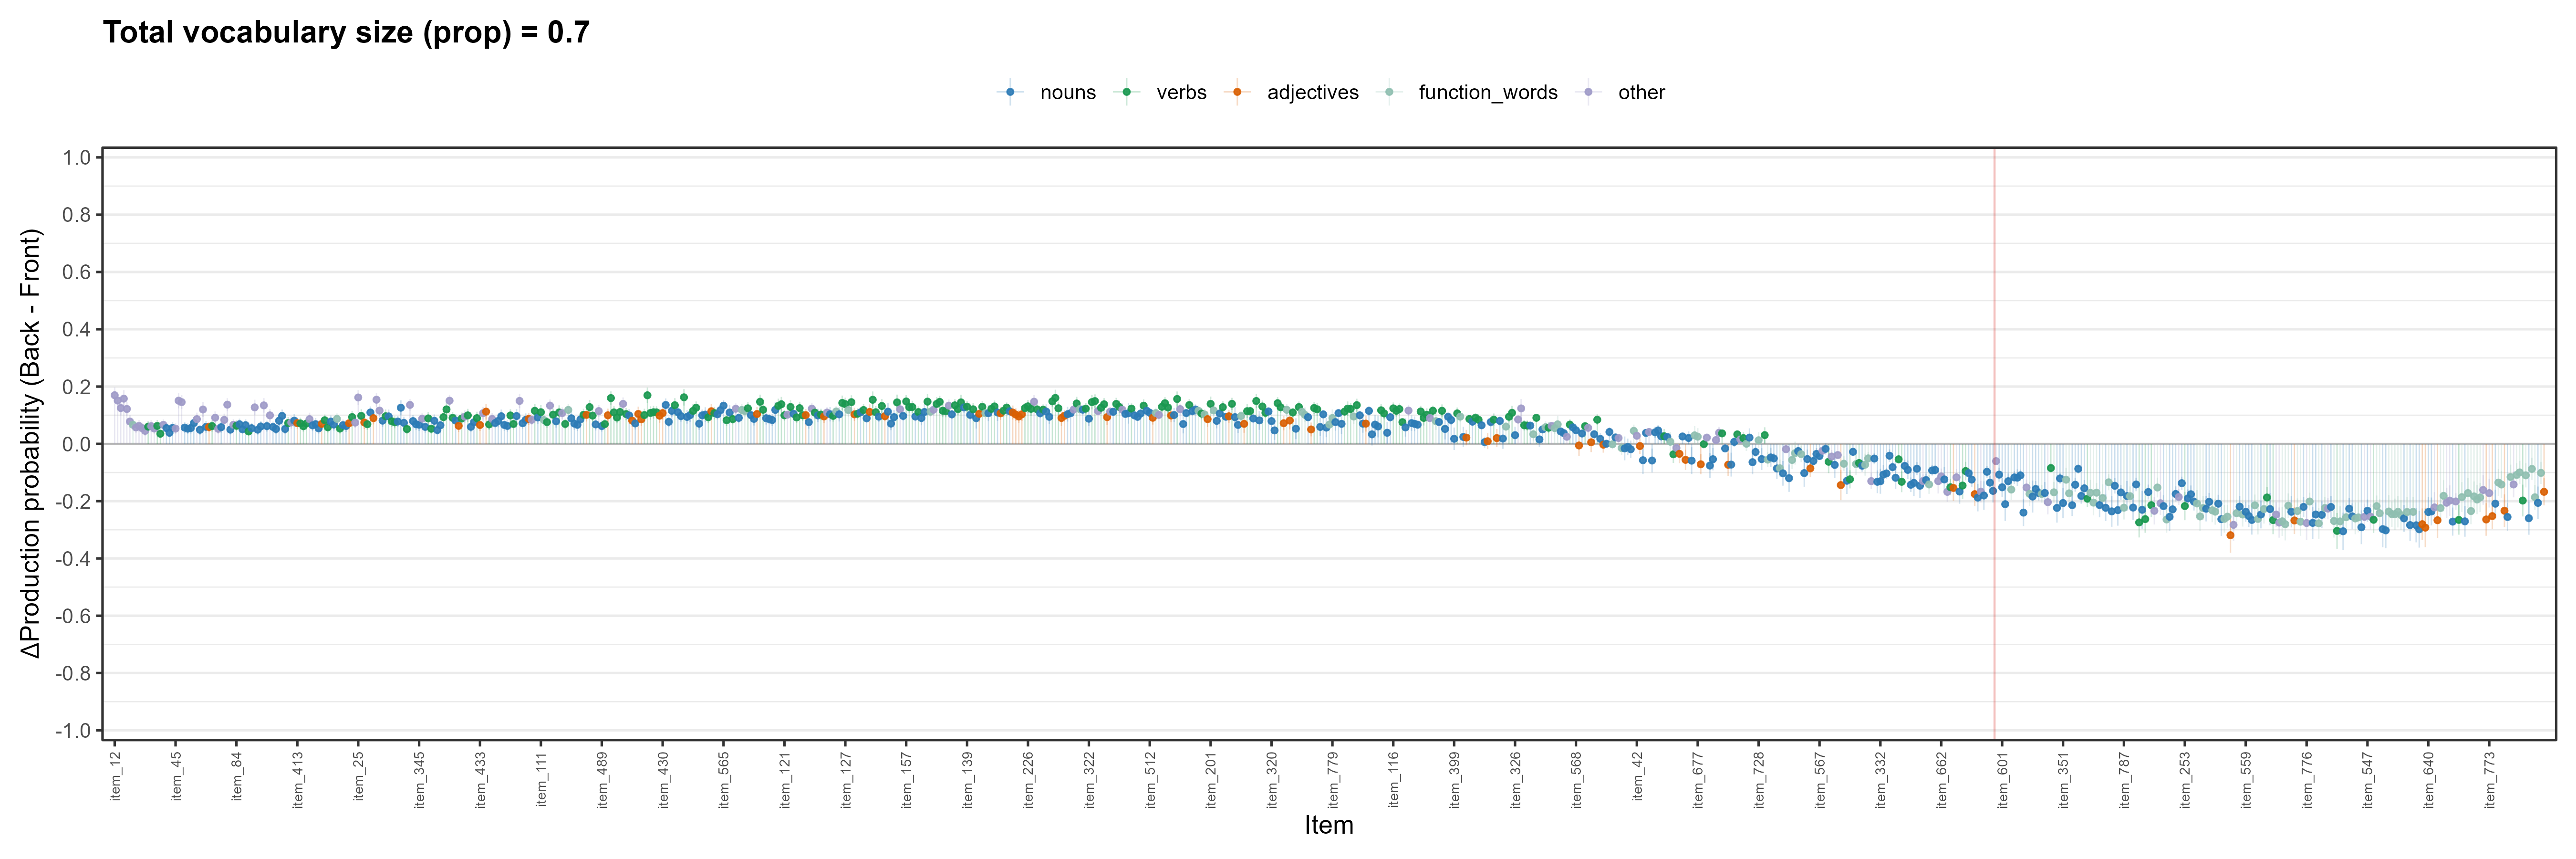 Total vocabulary size (prop) = 0.7
nouns verbs adjectives function_words other
ΔProduction probability (Back - Front)
1.0
0.8
0.6
0.4
0.2
0.0
-0.2
-0.4
-0.6
-0.8
-1.0
item_12 item_45 item_84 item_413 item_25 item_345 item_433 item_111 item_489 item_430 item_565 item_121 item_127 item_157 item_139 item_226 item_322 item_512 item_201 item_320 item_779 item_116 item_399 item_326 item_568 item_42 item_677 item_728 item_567 item_332 item_662 item_601 item_351 item_787 item_253 item_559 item_776 item_547 item_640 item_773
Item